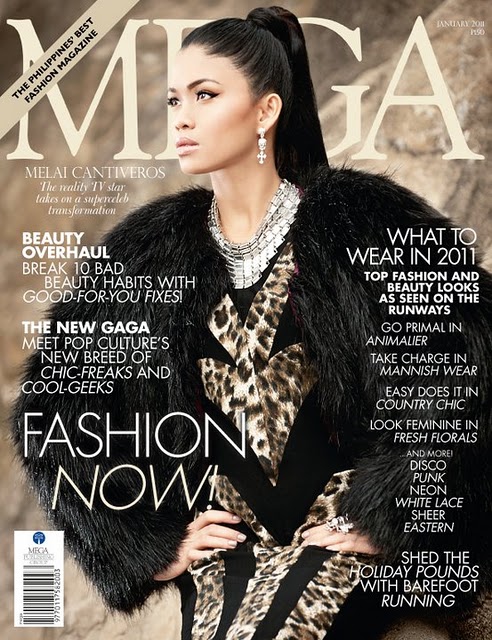 THE PHILIPPINES' BEST
FASHION MAGAZINE
MEGA
JANUARY 2011
P150
MELAI CANTIVEROS
The reality TV star
takes on a superceleb
transformation
BEAUTY
OVERHAUL
BREAK 10 BAD
BEAUTY HABITS WITH
GOOD-FOR-YOU FIXES!
THE NEW GAGA
MEET POP CULTURE'S
NEW BREED OF
CHIC-FREAKS AND
COOL-GEEKS
FASHION
NOW!
WHAT TO
WEAR IN 2011
TOP FASHION AND
BEAUTY LOOKS
AS SEEN ON THE
RUNWAYS
GO PRIMAL IN
ANIMALIER
TAKE CHARGE IN
MANNISH WEAR
EASY DOES IT IN
COUNTRY CHIC
LOOK FEMININE IN
FRESH FLORALS
...AND MORE!
DISCO
PUNK
NEON
WHITE LACE
SHEER
EASTERN
SHED THE
HOLIDAY POUNDS
WITH BAREFOOT
RUNNING
MEGA
PUBLISHING
GROUP
9770117582003